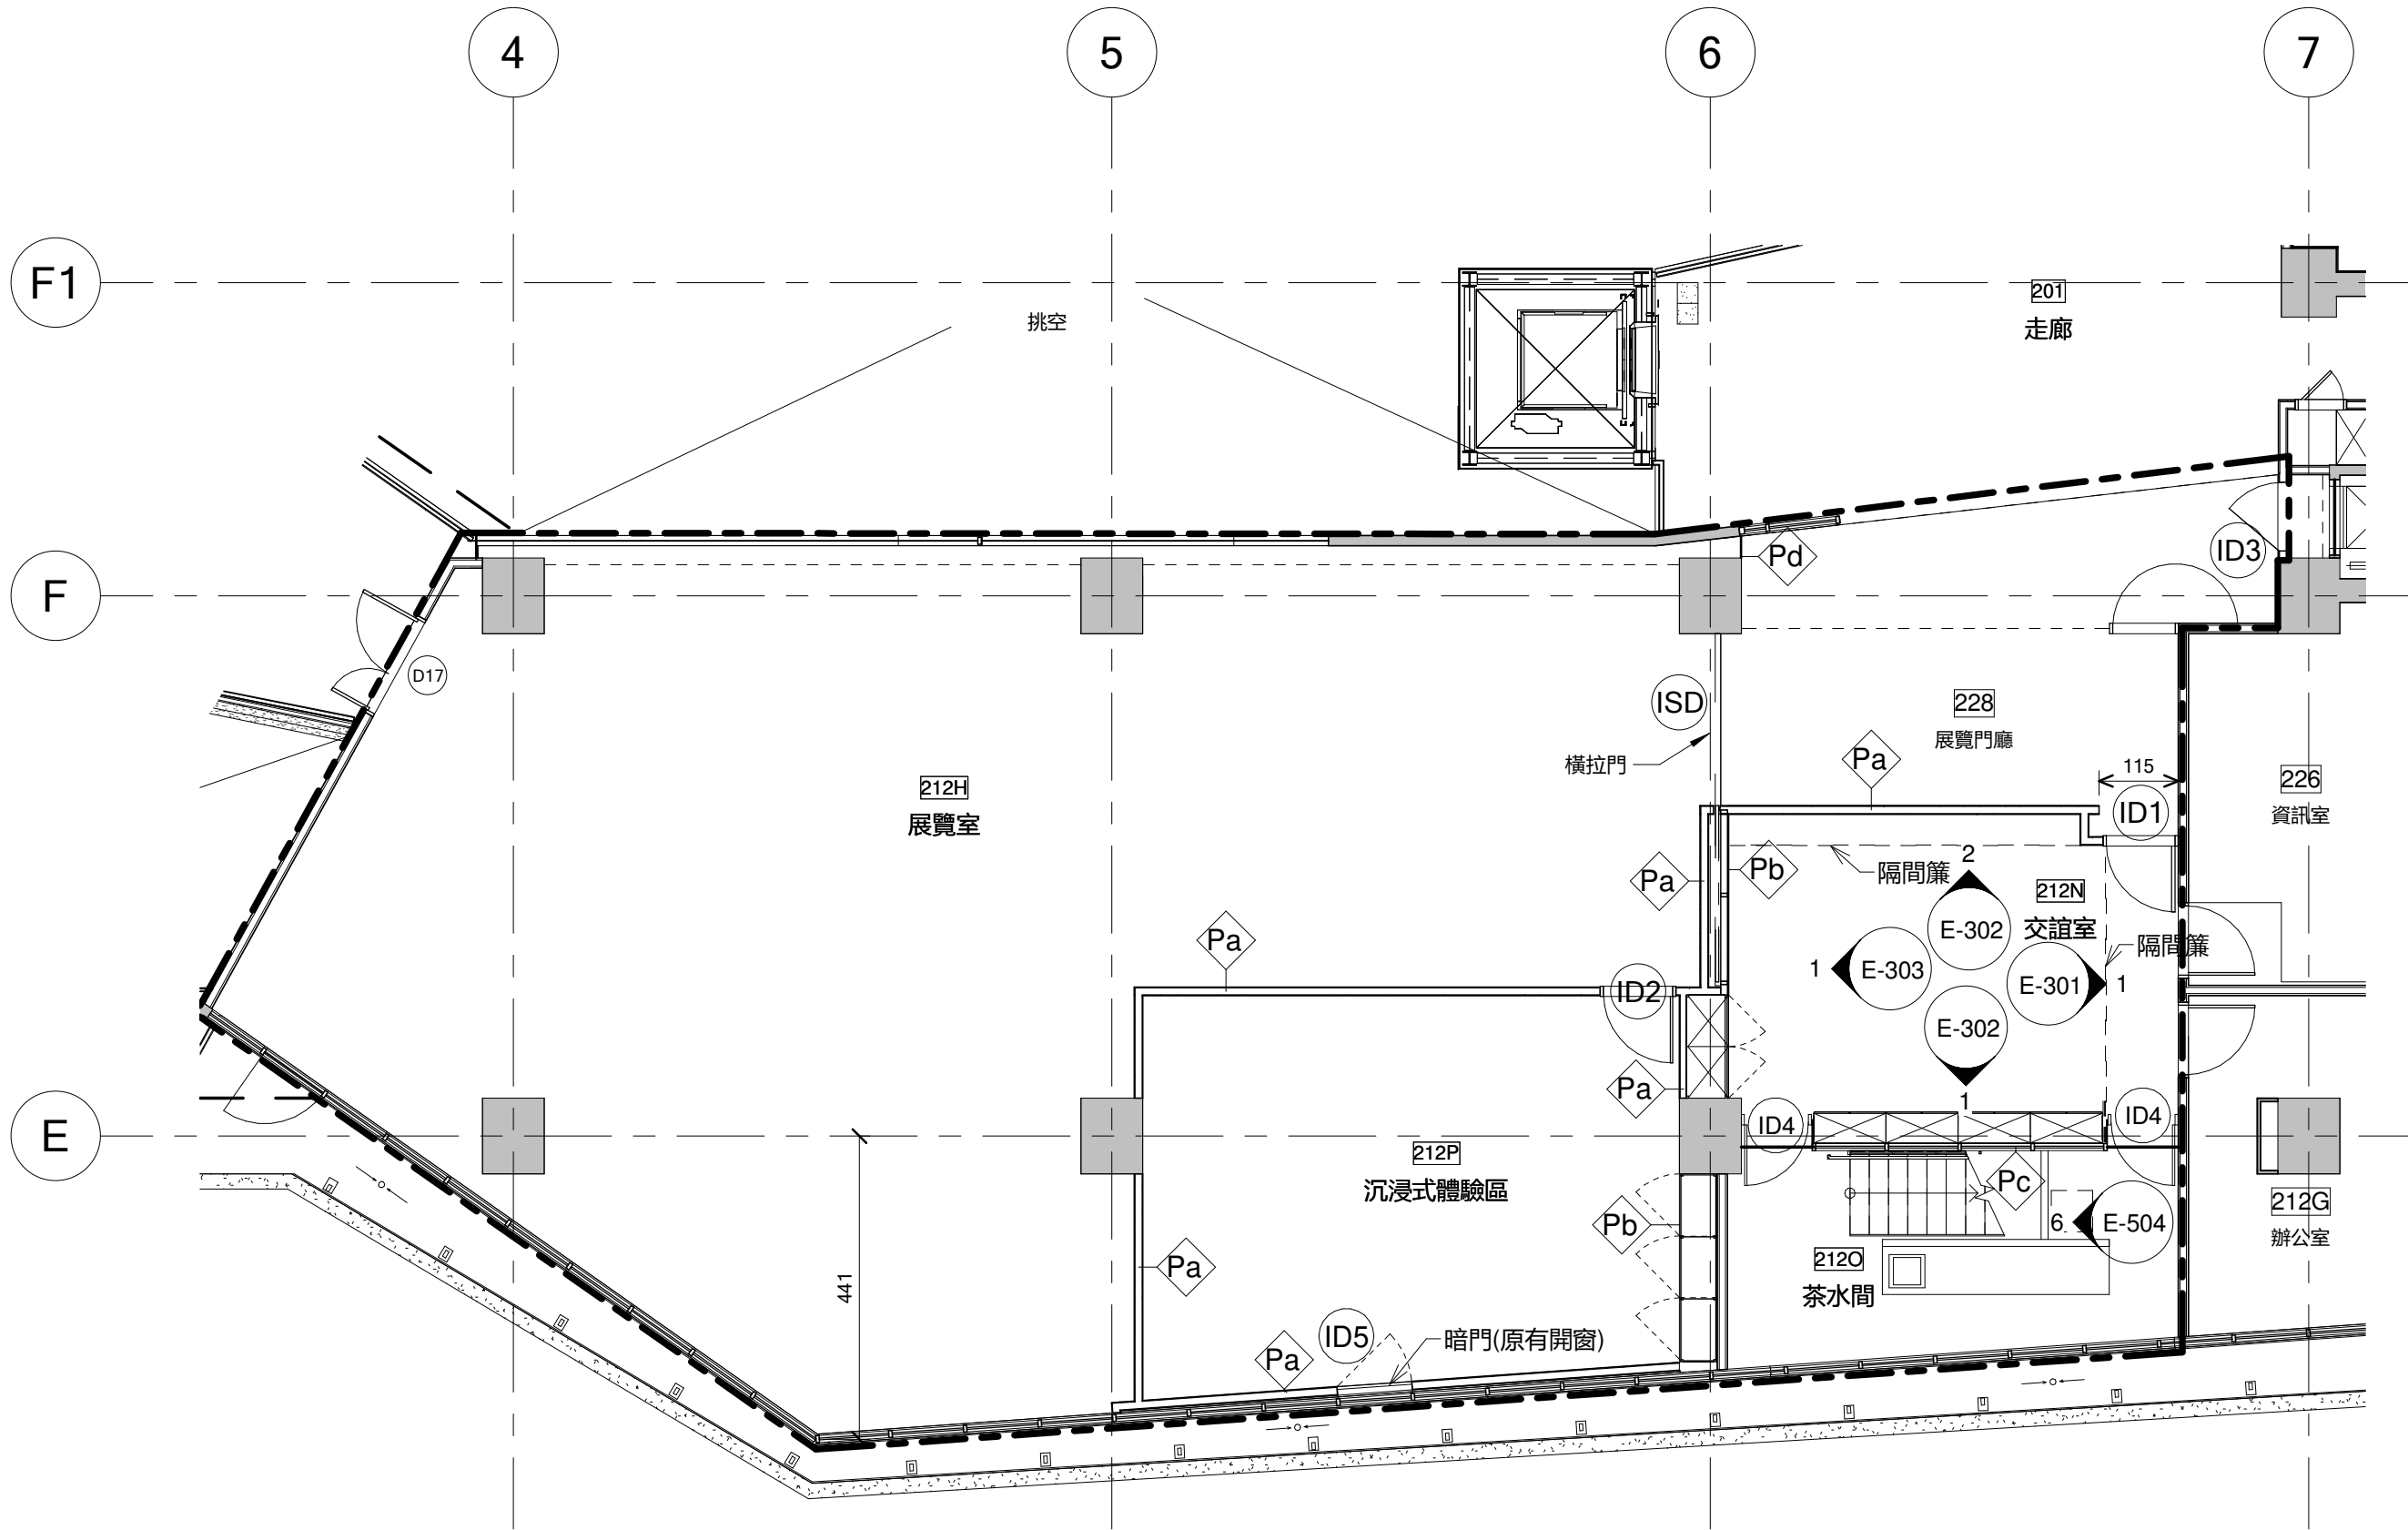 4
5
6
7
F1
201
走廊
挑空
F
Pd
ID3
D17
ISD
228
展覽門廳
橫拉門
Pa
115
226
資訊室
212H
展覽室
ID1
Pa
Pb
隔間簾
2
212N
交誼室
E-302
隔間簾
Pa
1
E-303
E-301
1
ID2
E-302
1
Pa
E
ID4
ID4
212P
沉浸式體驗區
Pc
212G
辦公室
Pb
6
E-504
212O
茶水間
Pa
441
ID5
暗門(原有開窗)
Pa